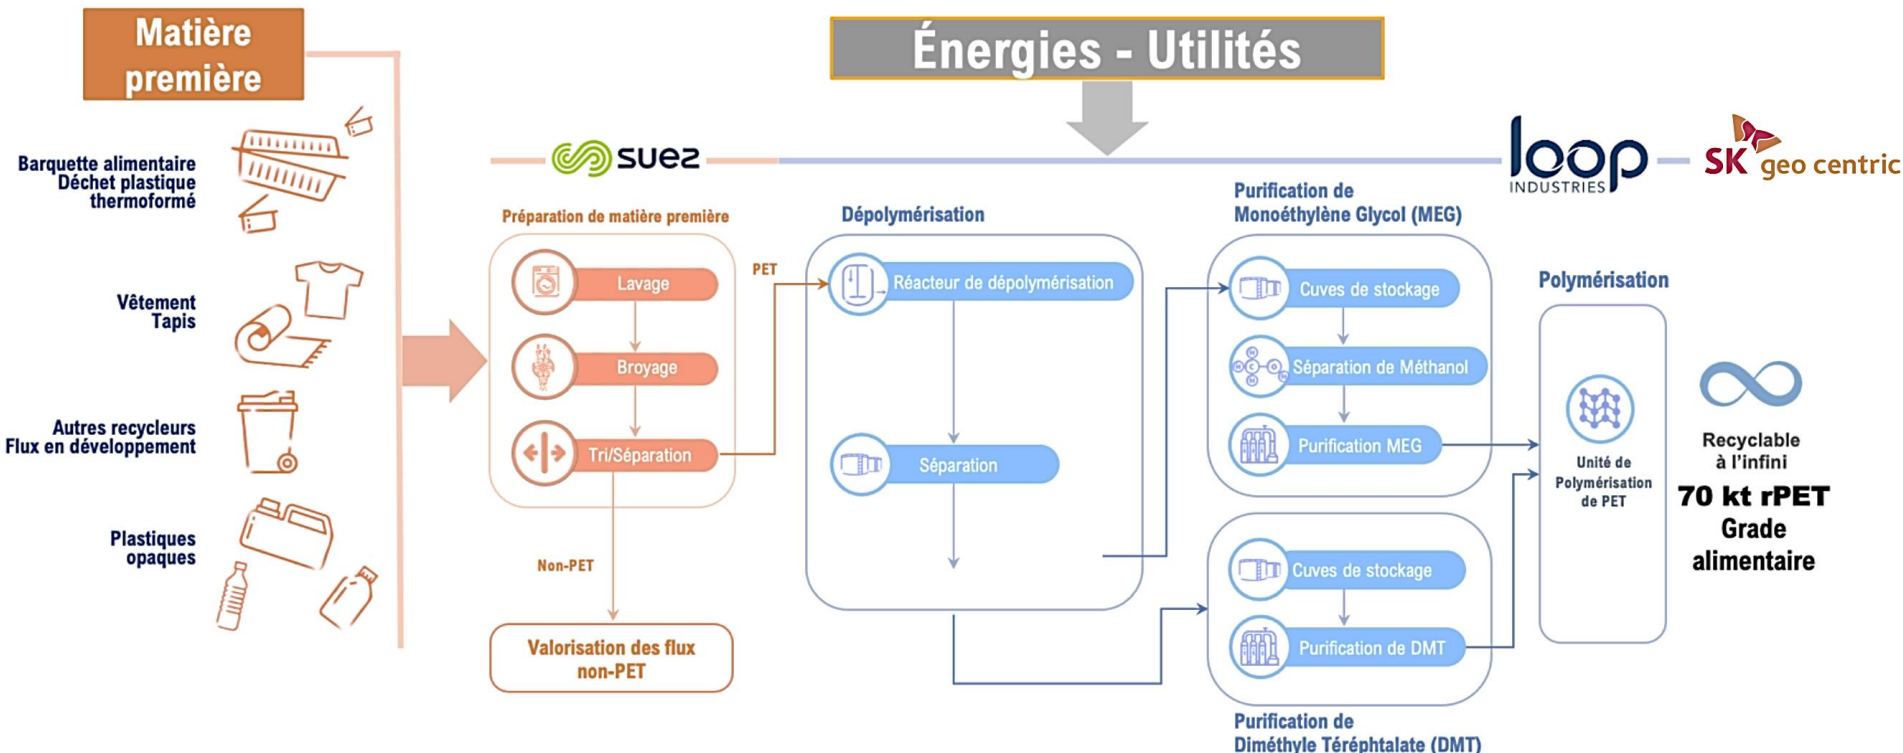 Matière
première
Énergies - Utilités
Barquette alimentaire
Déchet plastique
thermoformé
Vêtement
Tapis
Autres recycleurs
Flux en développement
Plastiques
opaques
suez
loop
INDUSTRIES
SK geo centric
Préparation de matière première
Lavage
Broyage
Tri/Séparation
PET
Non-PET
Valorisation des flux
non-PET
Dépolymérisation
Réacteur de dépolymérisation
Séparation
Purification de
Monoéthylène Glycol (MEG)
Cuves de stockage
Séparation de Méthanol
Purification MEG
Cuves de stockage
Purification de DMT
Purification de
Diméthyle Téréphtalate (DMT)
Polymérisation
Unité de
Polymérisation
de PET
Recyclable
à l'infini
70 kt rPET
Grade
alimentaire